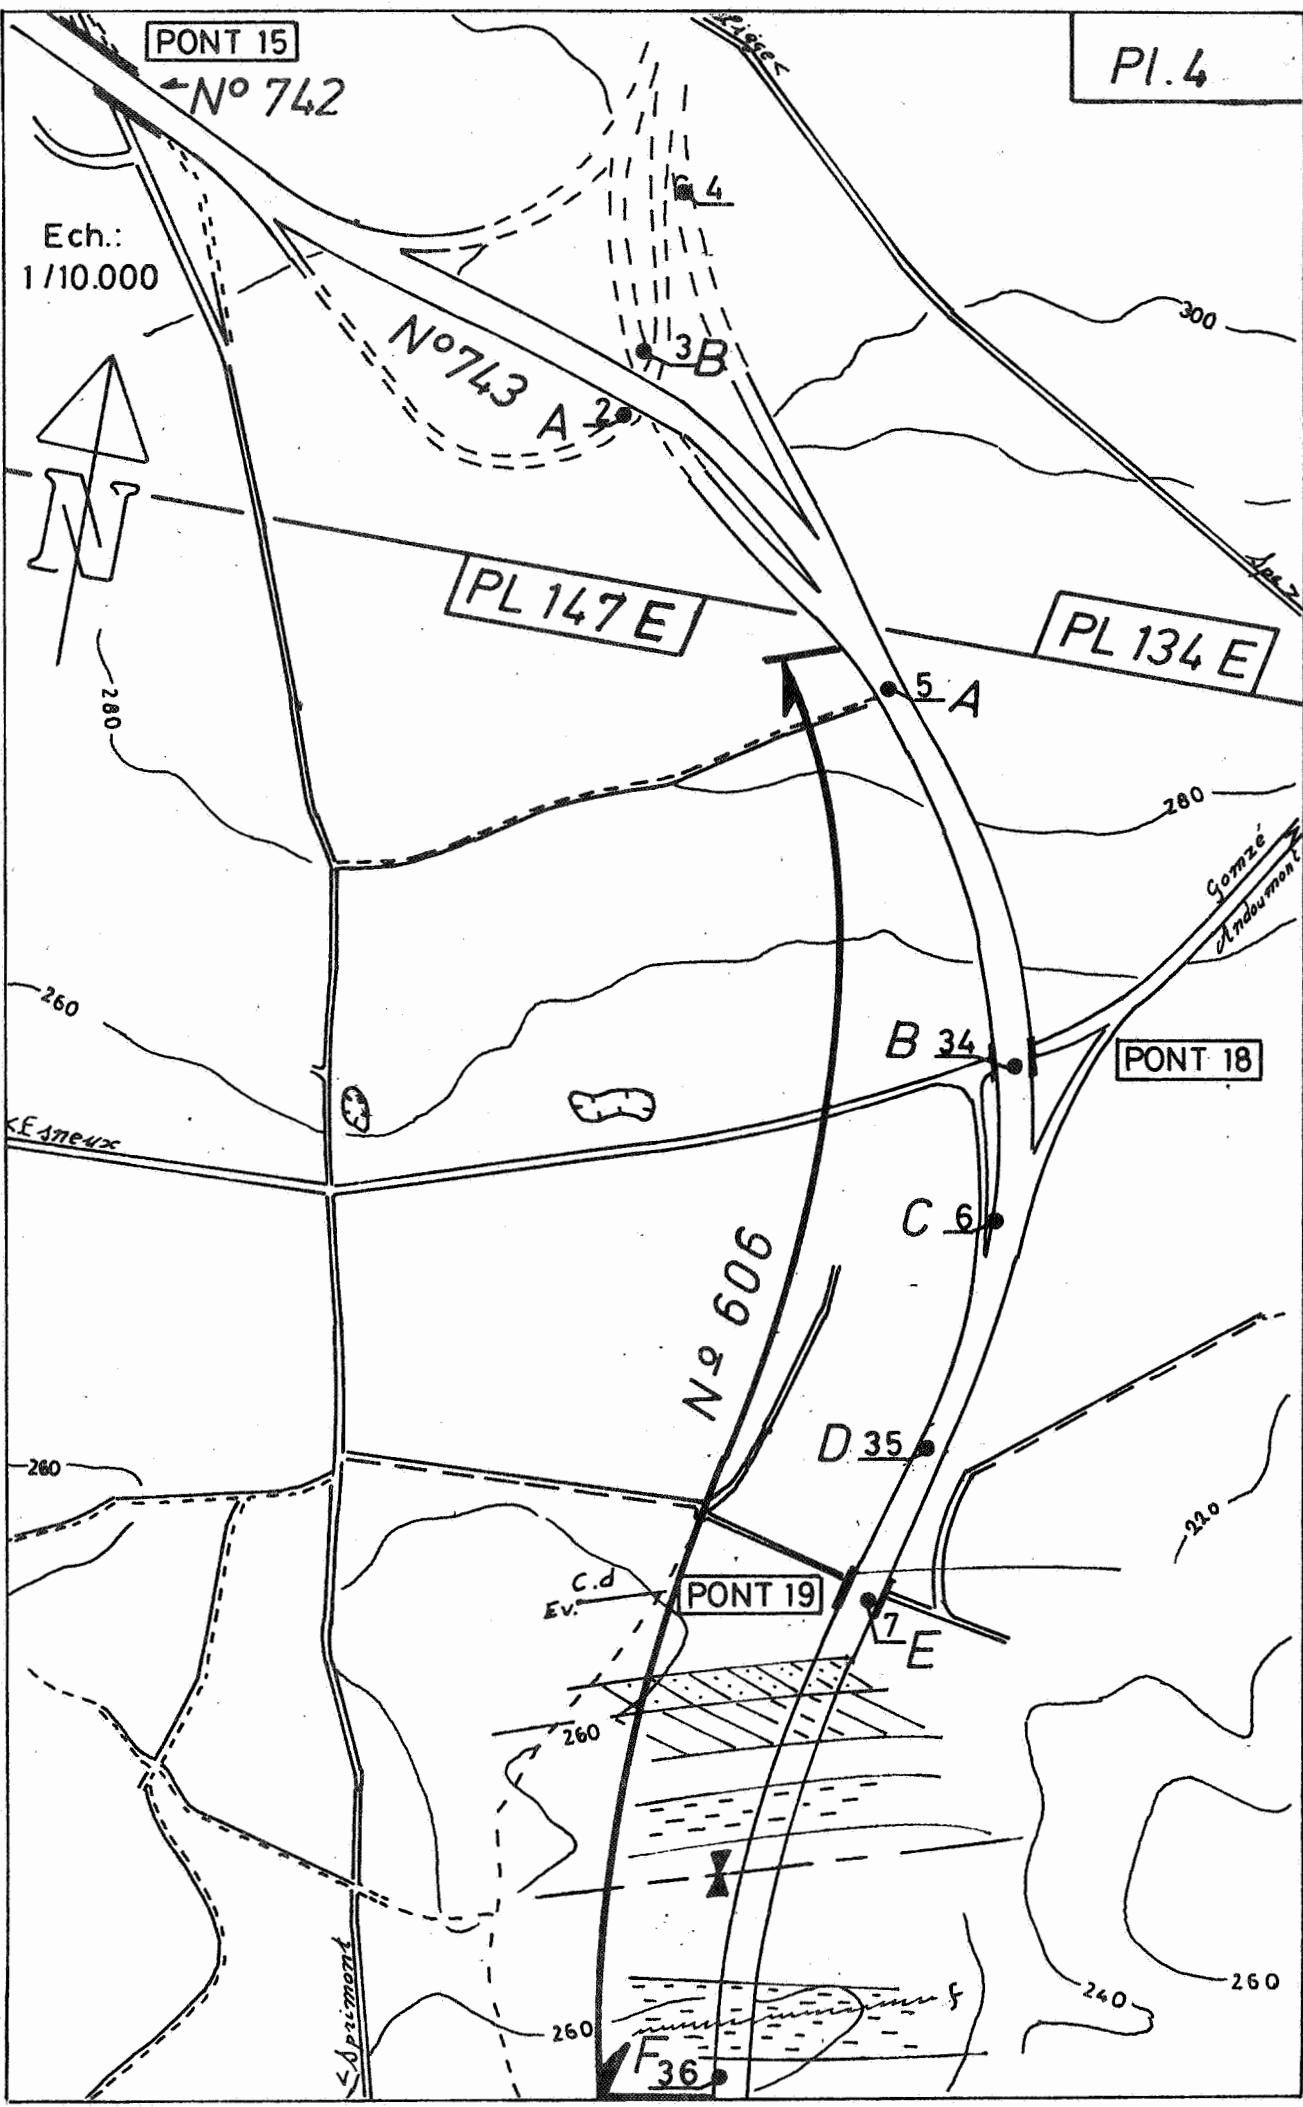 PONT 15
N° 742
Liège <
Pl. 4
4
Ech.:
1/10.000
300
N° 743
3 B
A 2
N
PL 147 E
Spa >
PL 134 E
280
5 A
280
Gomzé
Andoumont
260
B 34
PONT 18
< Esneux
C 6
N° 606
D 35
260
220
C.d
Ev.
PONT 19
7 E
260
< Sprimont
240
260
260
f
F 36